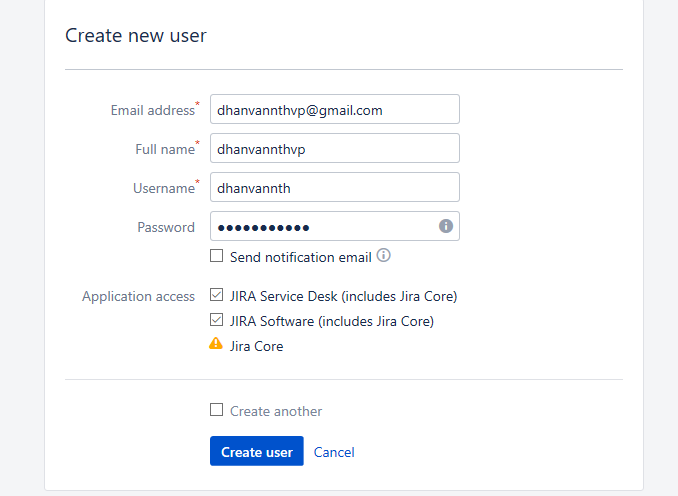 Create new user
Email address* dhanvannthvp@gmail.com
Full name* dhanvannthvp
Username* dhanvannth
Password ●●●●●●●●●●●
Send notification email
Application access JIRA Service Desk (includes Jira Core)
JIRA Software (includes Jira Core)
Jira Core
Create another
Create user Cancel